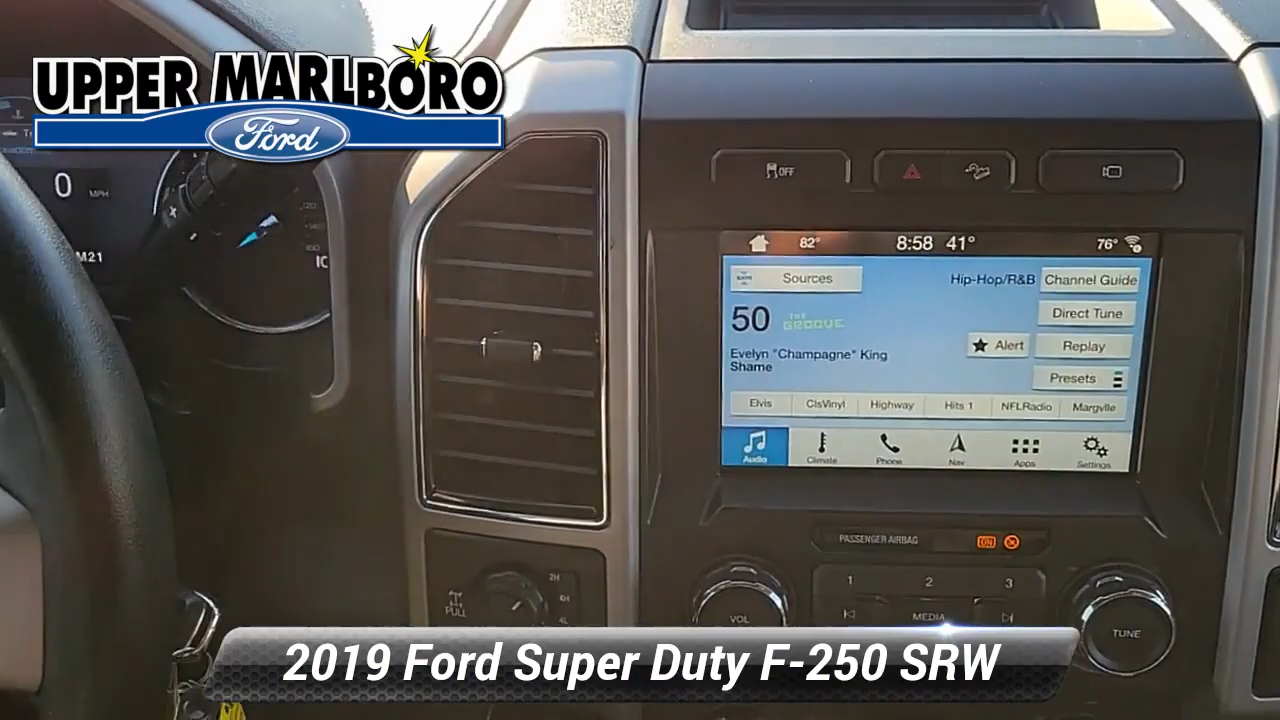 UPPER MARLBORO
Ford
0 MPH
M21
OFF
82° 8:58 41° 76°
Sources
Hip-Hop/R&B
Channel Guide
50 THE GROOVE
Direct Tune
Evelyn "Champagne" King
Shame
Alert
Replay
Presets
Elvis ClsVinyl Highway Hits 1 NFLRadio Margvlle
Audio Climate Phone Nav Apps Settings
PASSENGER AIRBAG ON
2H
4H
4L
PULL
1 2 3
VOL
MEDIA
TUNE
2019 Ford Super Duty F-250 SRW